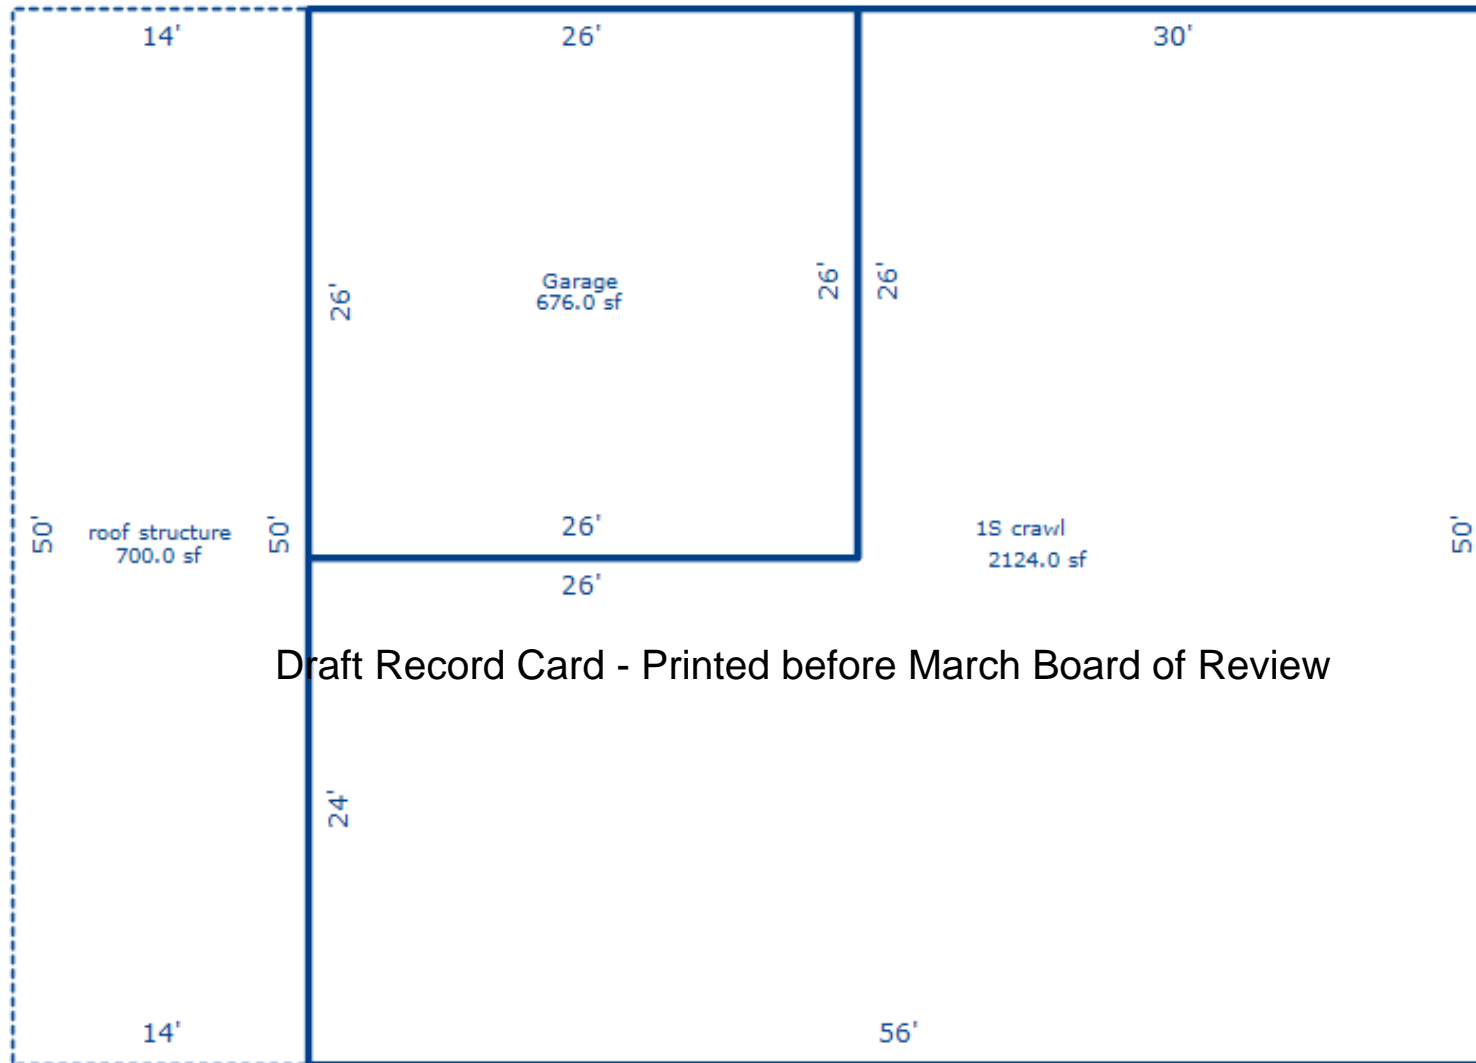 14'
26'
30'
26'
Garage
676.0 sf
26'
26'
50'
roof structure
700.0 sf
50'
26'
26'
1S crawl
2124.0 sf
50'
Draft Record Card - Printed before March Board of Review
24'
14'
56'